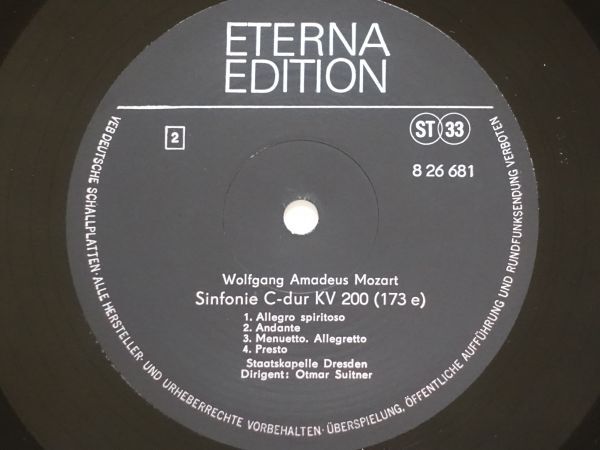 ETERNA
EDITION
2
ST 33
8 26 681
Wolfgang Amadeus Mozart
Sinfonie C-dur KV 200 (173 e)
1. Allegro spiritoso
2. Andante
3. Menuetto. Allegretto
4. Presto
Staatskapelle Dresden
Dirigent: Otmar Suitner
VEB DEUTSCHE SCHALLPLATTEN · ALLE HERSTELLER- UND URHEBERRECHTE VORBEHALTEN · ÜBERSPIELUNG, ÖFFENTLICHE AUFFÜHRUNG UND RUNDFUNKSENDUNG VERBOTEN